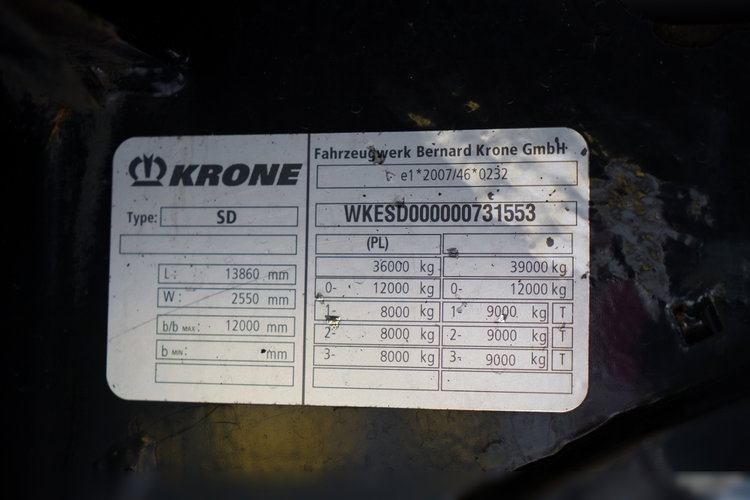 KRONE
Type: SD
L: 13860 mm
W: 2550 mm
b/b MAX: 12000 mm
b MIN: mm
Fahrzeugwerk Bernard Krone GmbH
e1*2007/46*0232
WKESD000000731553
(PL)
36000 kg 39000 kg
0- 12000 kg 0- 12000 kg
1- 8000 kg 1- 9000 kg T
2- 8000 kg 2- 9000 kg T
3- 8000 kg 3- 9000 kg T